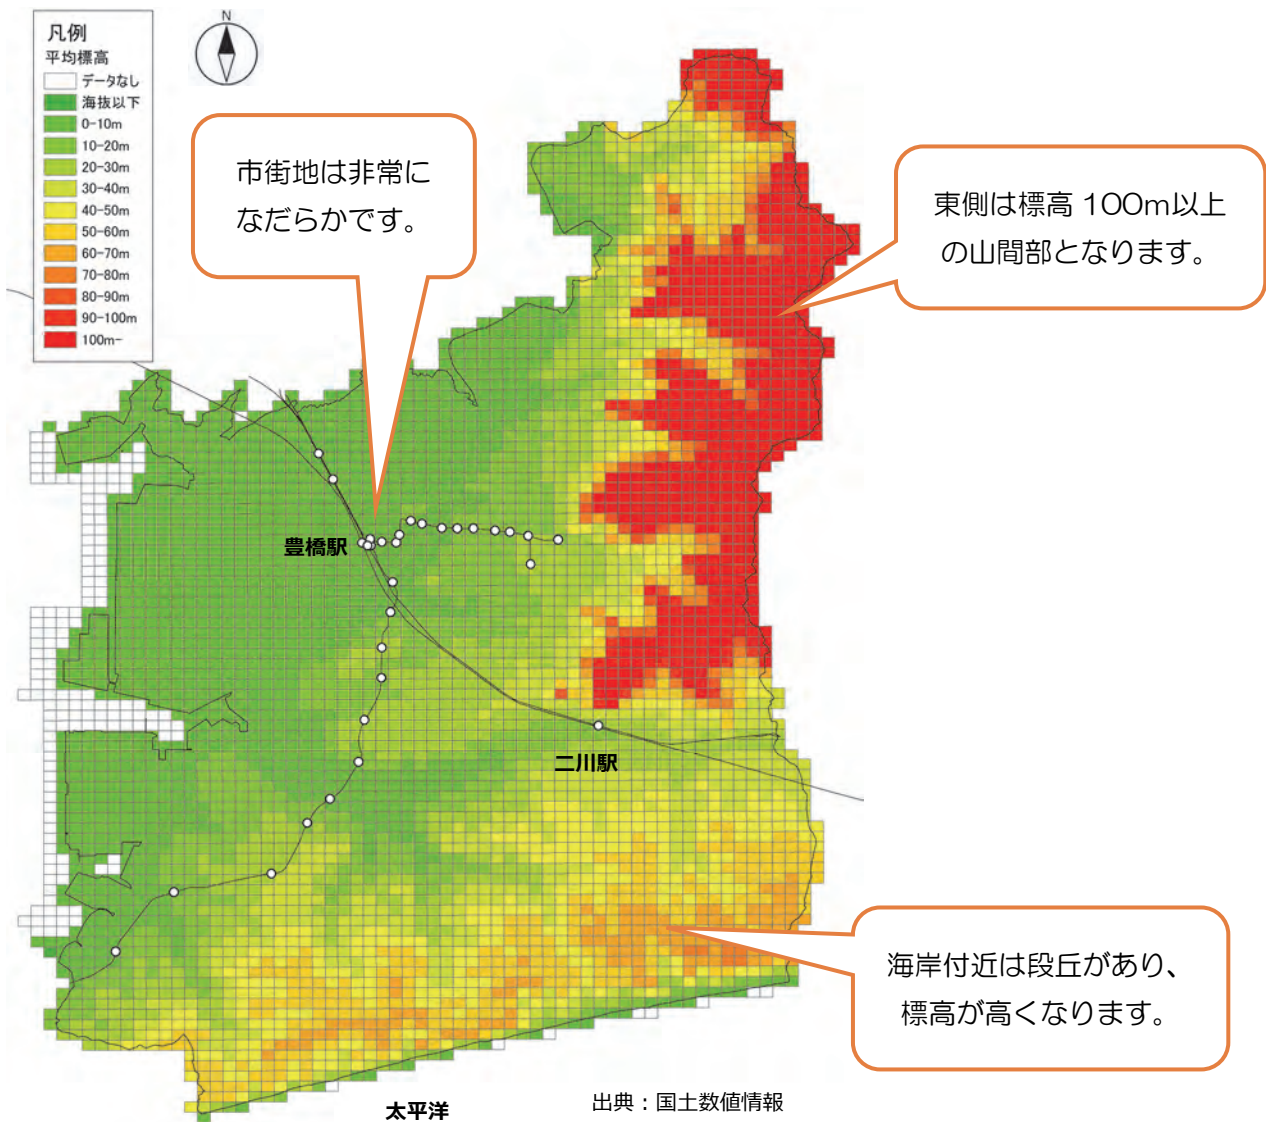 凡例
平均標高
データなし
海抜以下
0-10m
10-20m
20-30m
30-40m
40-50m
50-60m
60-70m
70-80m
80-90m
90-100m
100m-
N
市街地は非常に
なだらかです。
東側は標高 100m以上
の山間部となります。
豊橋駅
二川駅
海岸付近は段丘があり、
標高が高くなります。
太平洋
出典：国土数値情報